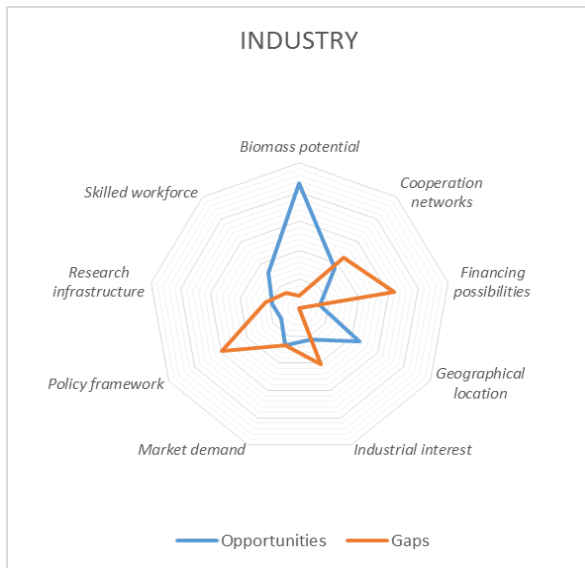 INDUSTRY
Biomass potential
Cooperation
networks
Financing
possibilities
Geographical
location
Industrial interest
Market demand
Policy framework
Research
infrastructure
Skilled workforce
Opportunities
Gaps